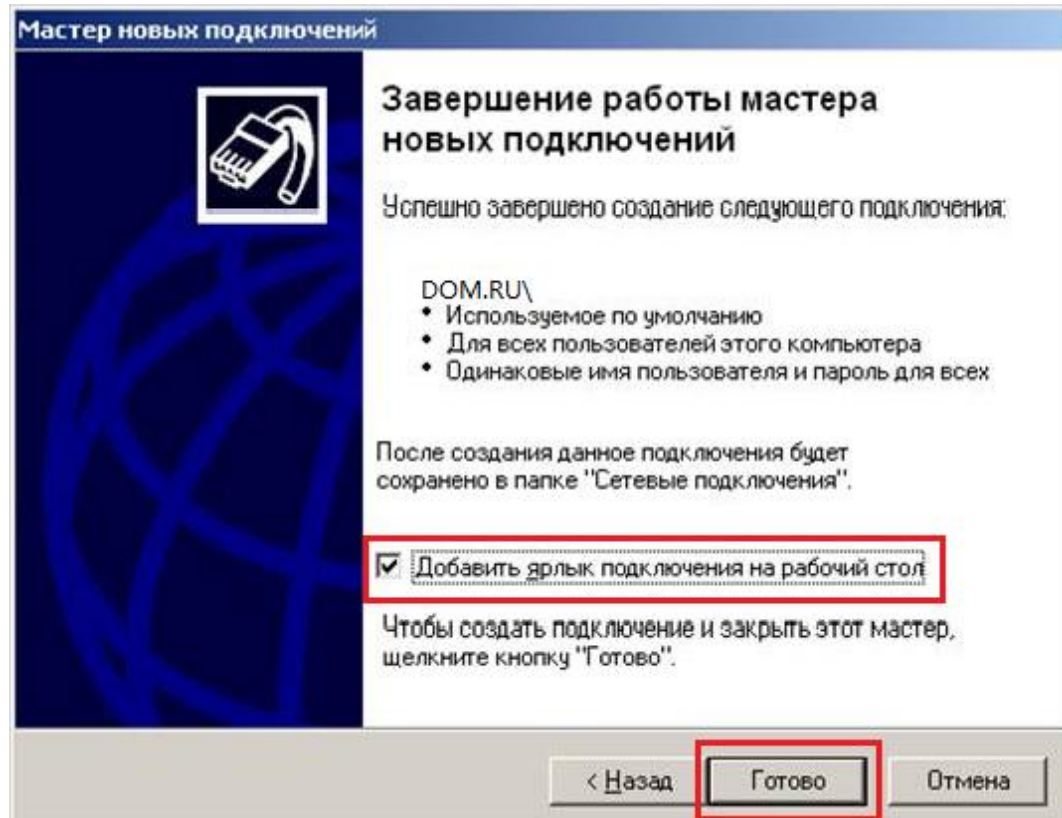 Мастер новых подключений
Завершение работы мастера
новых подключений
Успешно завершено создание следующего подключения:
DOM.RU\
• Используемое по умолчанию
• Для всех пользователей этого компьютера
• Одинаковые имя пользователя и пароль для всех
После создания данное подключения будет
сохранено в папке "Сетевые подключения".
Добавить ярлык подключения на рабочий стол
Чтобы создать подключение и закрыть этот мастер,
щелкните кнопку "Готово".
< Назад Готово Отмена